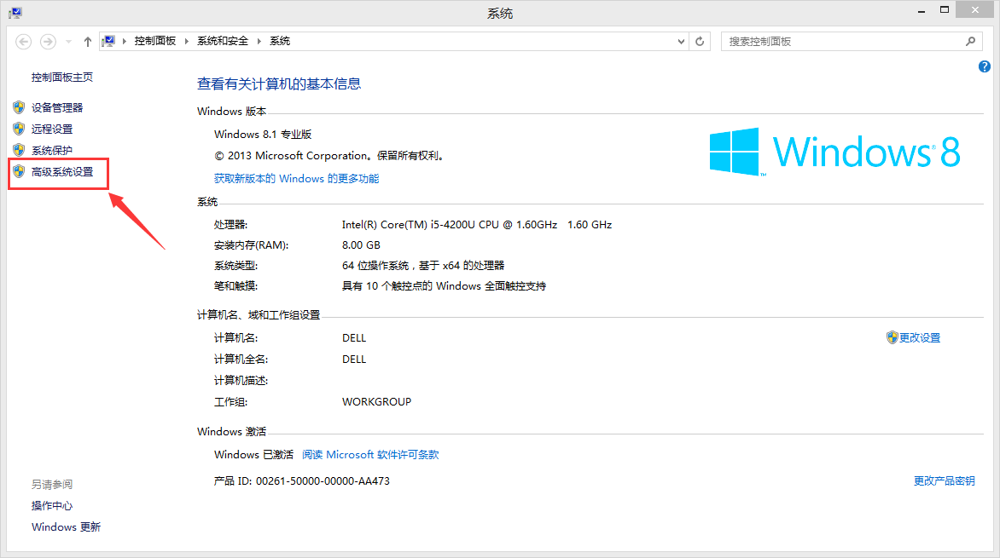 系统
控制面板 系统和安全 系统
搜索控制面板
控制面板主页
设备管理器
远程设置
系统保护
高级系统设置
查看有关计算机的基本信息
Windows 版本
Windows 8.1 专业版
© 2013 Microsoft Corporation。保留所有权利。
获取新版本的 Windows 的更多功能
Windows® 8
™
系统
处理器: Intel(R) Core(TM) i5-4200U CPU @ 1.60GHz 1.60 GHz
安装内存(RAM): 8.00 GB
系统类型: 64 位操作系统，基于 x64 的处理器
笔和触摸: 具有 10 个触控点的 Windows 全面触控支持
计算机名、域和工作组设置
计算机名: DELL 更改设置
计算机全名: DELL
计算机描述:
工作组: WORKGROUP
Windows 激活
Windows 已激活 阅读 Microsoft 软件许可条款
产品 ID: 00261-50000-00000-AA473 更改产品密钥
另请参阅
操作中心
Windows 更新